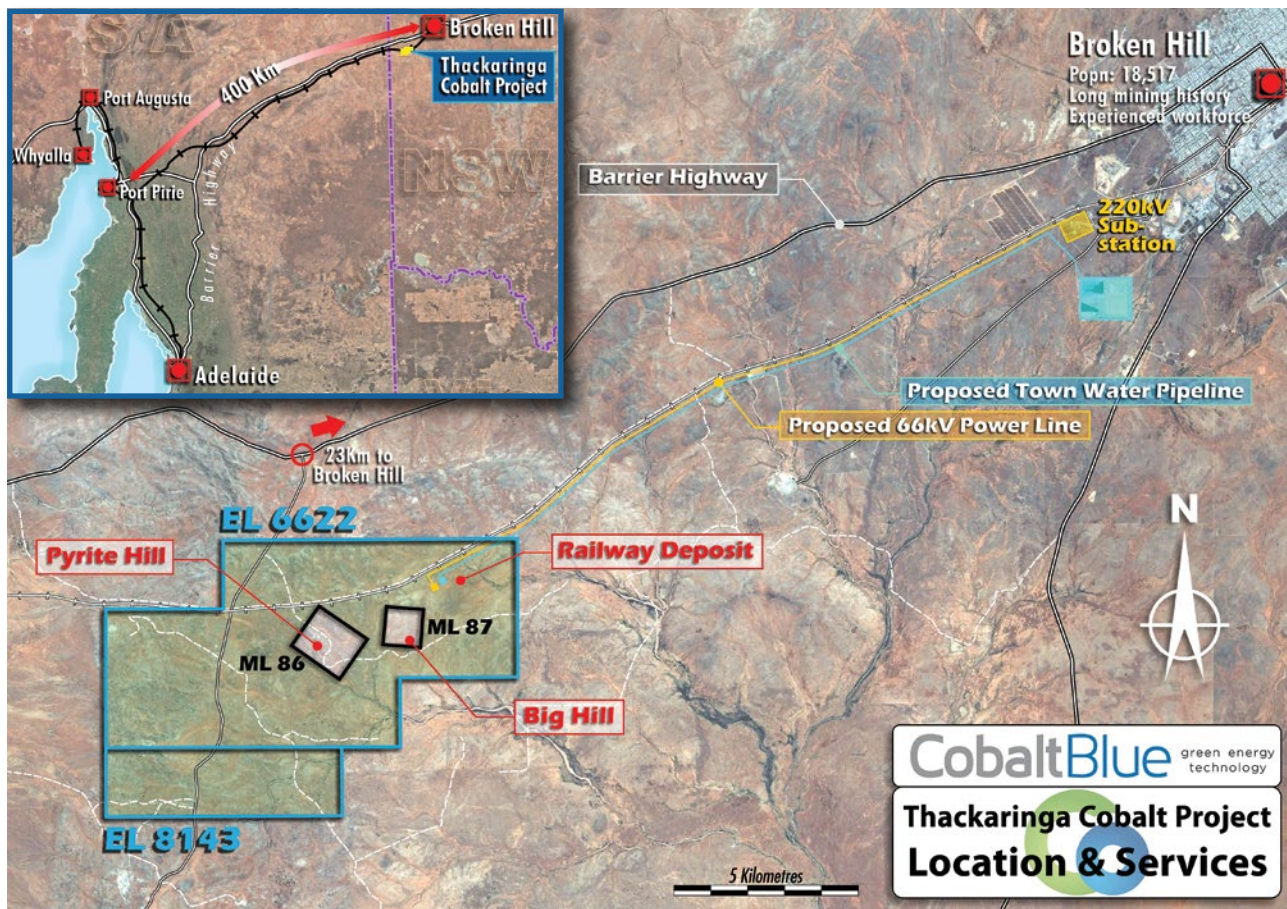 S A
Broken Hill
Thackaringa
Cobalt Project
400 Km
Port Augusta
Whyalla
Port Pirie
NSW
Barrier Highway
Adelaide
Broken Hill
Popn: 18,517
Long mining history
Experienced workforce
Barrier Highway
220kV
Sub-
station
Proposed Town Water Pipeline
Proposed 66kV Power Line
23Km to
Broken Hill
EL 6622
Pyrite Hill
Railway Deposit
ML 87
ML 86
Big Hill
EL 8143
N
5 Kilometres
CobaltBlue green energy
technology
Thackaringa Cobalt Project
Location & Services